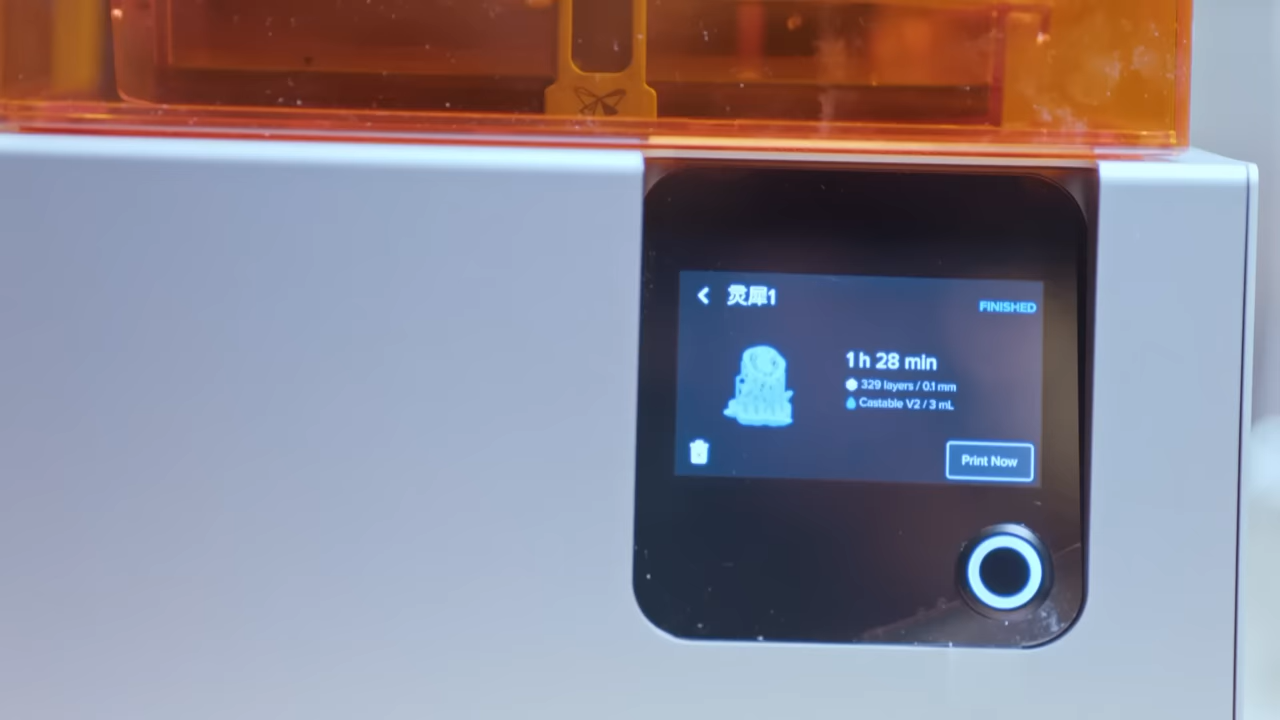 灵犀1
FINISHED
1 h 28 min
329 layers / 0.1 mm
Castable V2 / 3 mL
Print Now